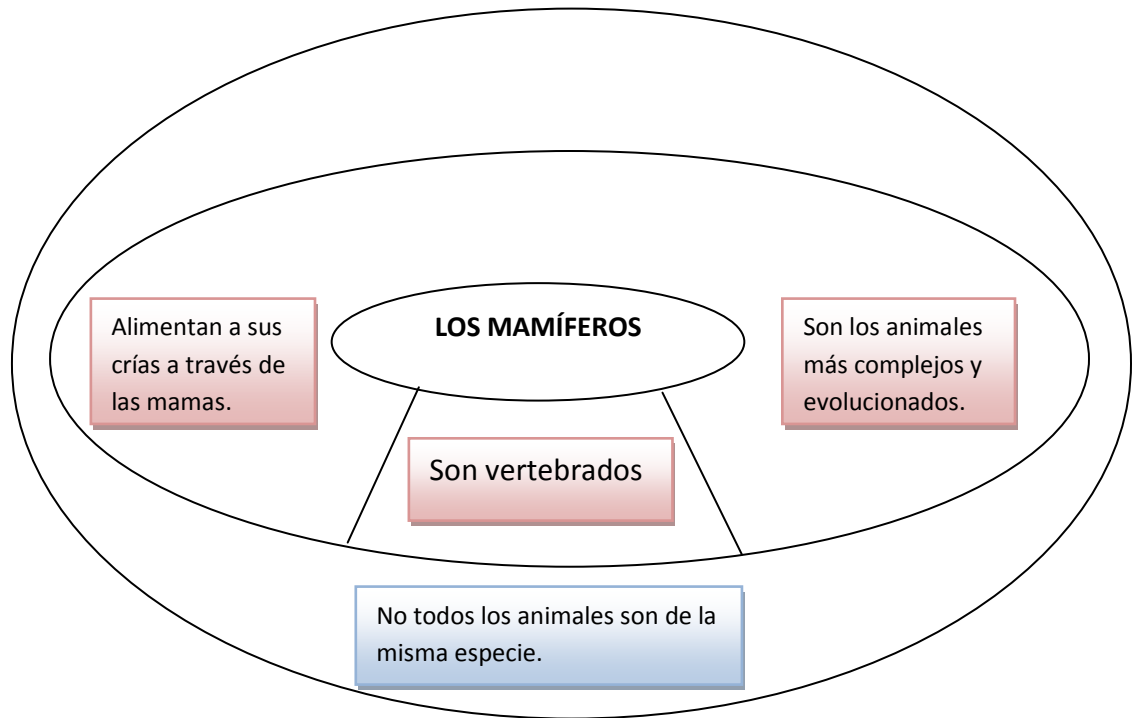 LOS MAMÍFEROS
Alimentan a sus
crías a través de
las mamas.
Son los animales
más complejos y
evolucionados.
Son vertebrados
No todos los animales son de la
misma especie.